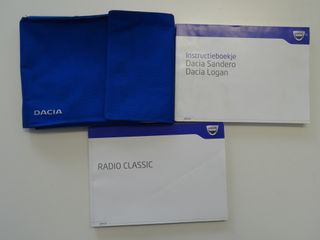 DACIA
Instructieboekje
Dacia Sandero
Dacia Logan
RADIO CLASSIC